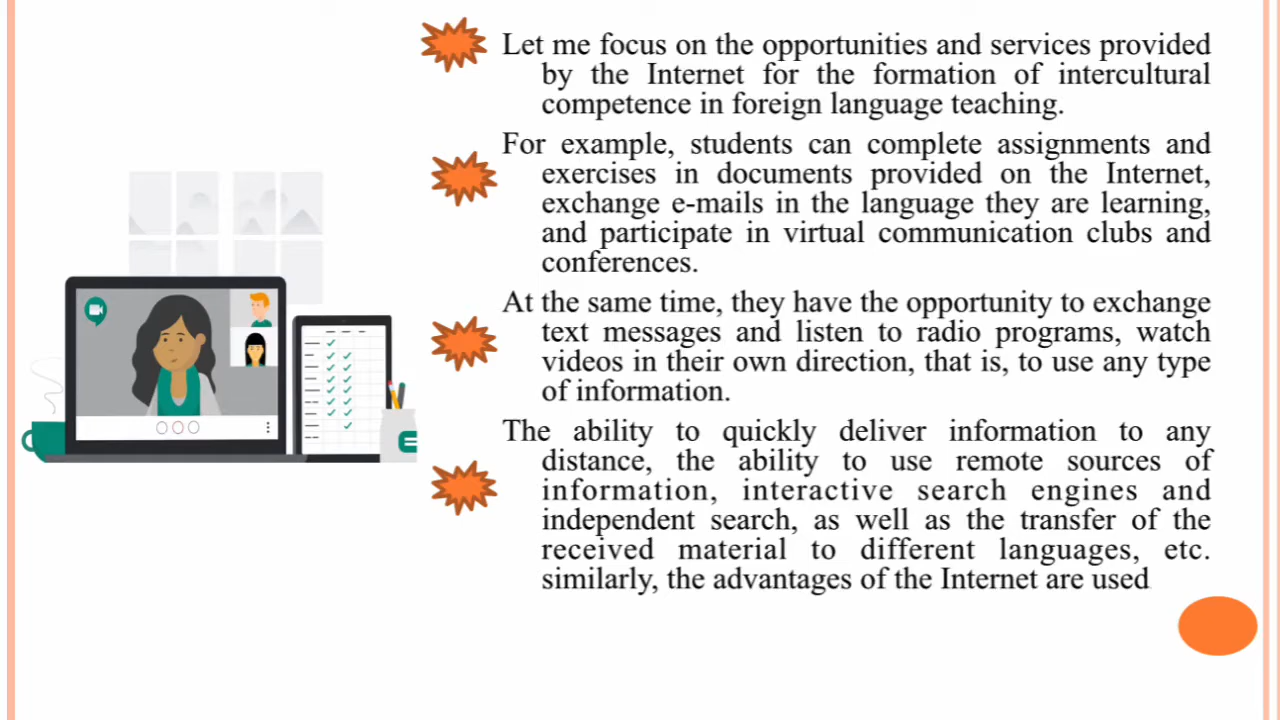 Let me focus on the opportunities and services provided
by the Internet for the formation of intercultural
competence in foreign language teaching.
For example, students can complete assignments and
exercises in documents provided on the Internet,
exchange e-mails in the language they are learning,
and participate in virtual communication clubs and
conferences.
At the same time, they have the opportunity to exchange
text messages and listen to radio programs, watch
videos in their own direction, that is, to use any type
of information.
The ability to quickly deliver information to any
distance, the ability to use remote sources of
information, interactive search engines and
independent search, as well as the transfer of the
received material to different languages, etc.
similarly, the advantages of the Internet are used